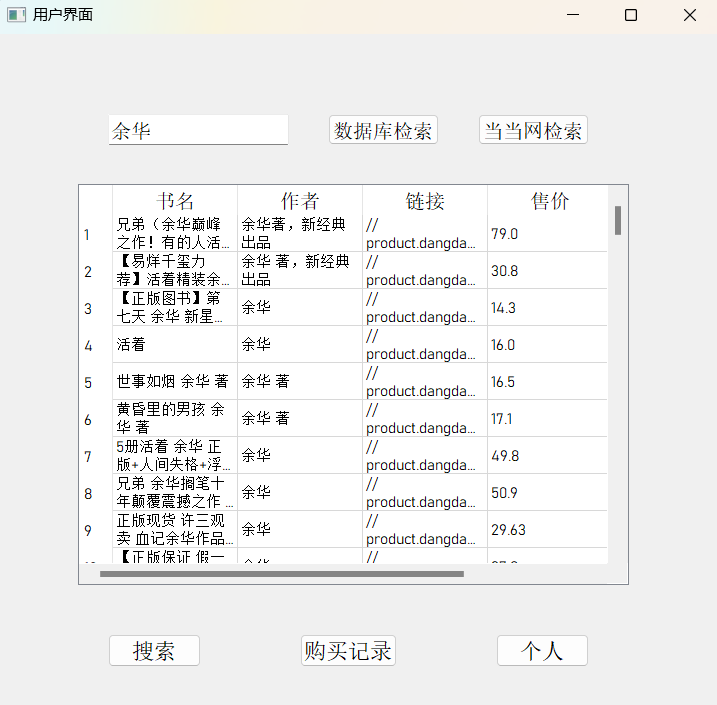 用户界面
余华
数据库检索
当当网检索
书名 作者 链接 售价
1 兄弟（余华巅峰之作！有的人活… 余华著，新经典出品 //product.dangda… 79.0
2 【易烊千玺力荐】活着精装余… 余华 著，新经典出品 //product.dangda… 30.8
3 【正版图书】第七天 余华 新星… 余华 //product.dangda… 14.3
4 活着 余华 //product.dangda… 16.0
5 世事如烟 余华 著 余华 著 //product.dangda… 16.5
6 黄昏里的男孩 余华 著 余华 著 //product.dangda… 17.1
7 5册活着 余华 正版+人间失格+浮… 余华 //product.dangda… 49.8
8 兄弟 余华搁笔十年颠覆震撼之作 … 余华 //product.dangda… 50.9
9 正版现货 许三观卖 血记余华作品… 余华 //product.dangda… 29.63
【正版保证 假一 余华 //
搜索
购买记录
个人